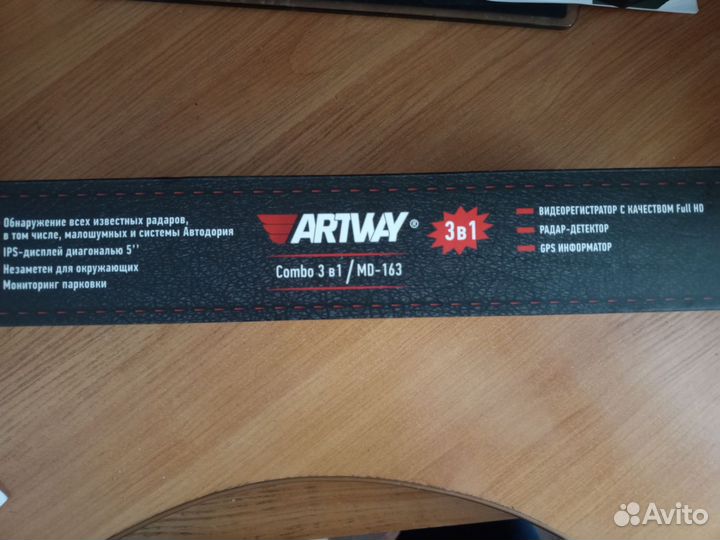 Обнаружение всех известных радаров,
в том числе, малошумных и системы Автодория
IPS-дисплей диагональю 5''
Незаметен для окружающих
Мониторинг парковки
ARTWAY ®
Combo 3 в1 / MD-163
3в1
ВИДЕОРЕГИСТРАТОР С КАЧЕСТВОМ Full HD
РАДАР-ДЕТЕКТОР
GPS ИНФОРМАТОР
Avito